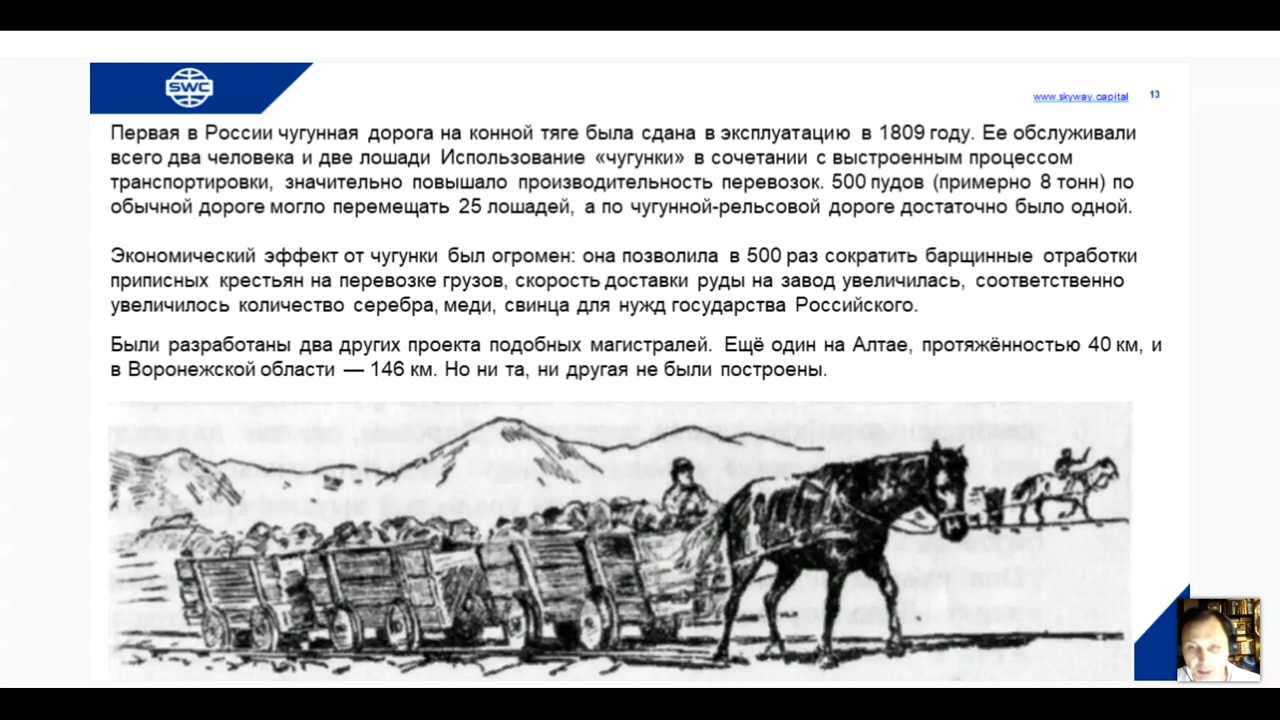 SWC
www.skyway.capital
13
Первая в России чугунная дорога на конной тяге была сдана в эксплуатацию в 1809 году. Ее обслуживали
всего два человека и две лошади Использование «чугунки» в сочетании с выстроенным процессом
транспортировки, значительно повышало производительность перевозок. 500 пудов (примерно 8 тонн) по
обычной дороге могло перемещать 25 лошадей, а по чугунной-рельсовой дороге достаточно было одной.
Экономический эффект от чугунки был огромен: она позволила в 500 раз сократить барщинные отработки
приписных крестьян на перевозке грузов, скорость доставки руды на завод увеличилась, соответственно
увеличилось количество серебра, меди, свинца для нужд государства Российского.
Были разработаны два других проекта подобных магистралей. Ещё один на Алтае, протяжённостью 40 км, и
в Воронежской области — 146 км. Но ни та, ни другая не были построены.